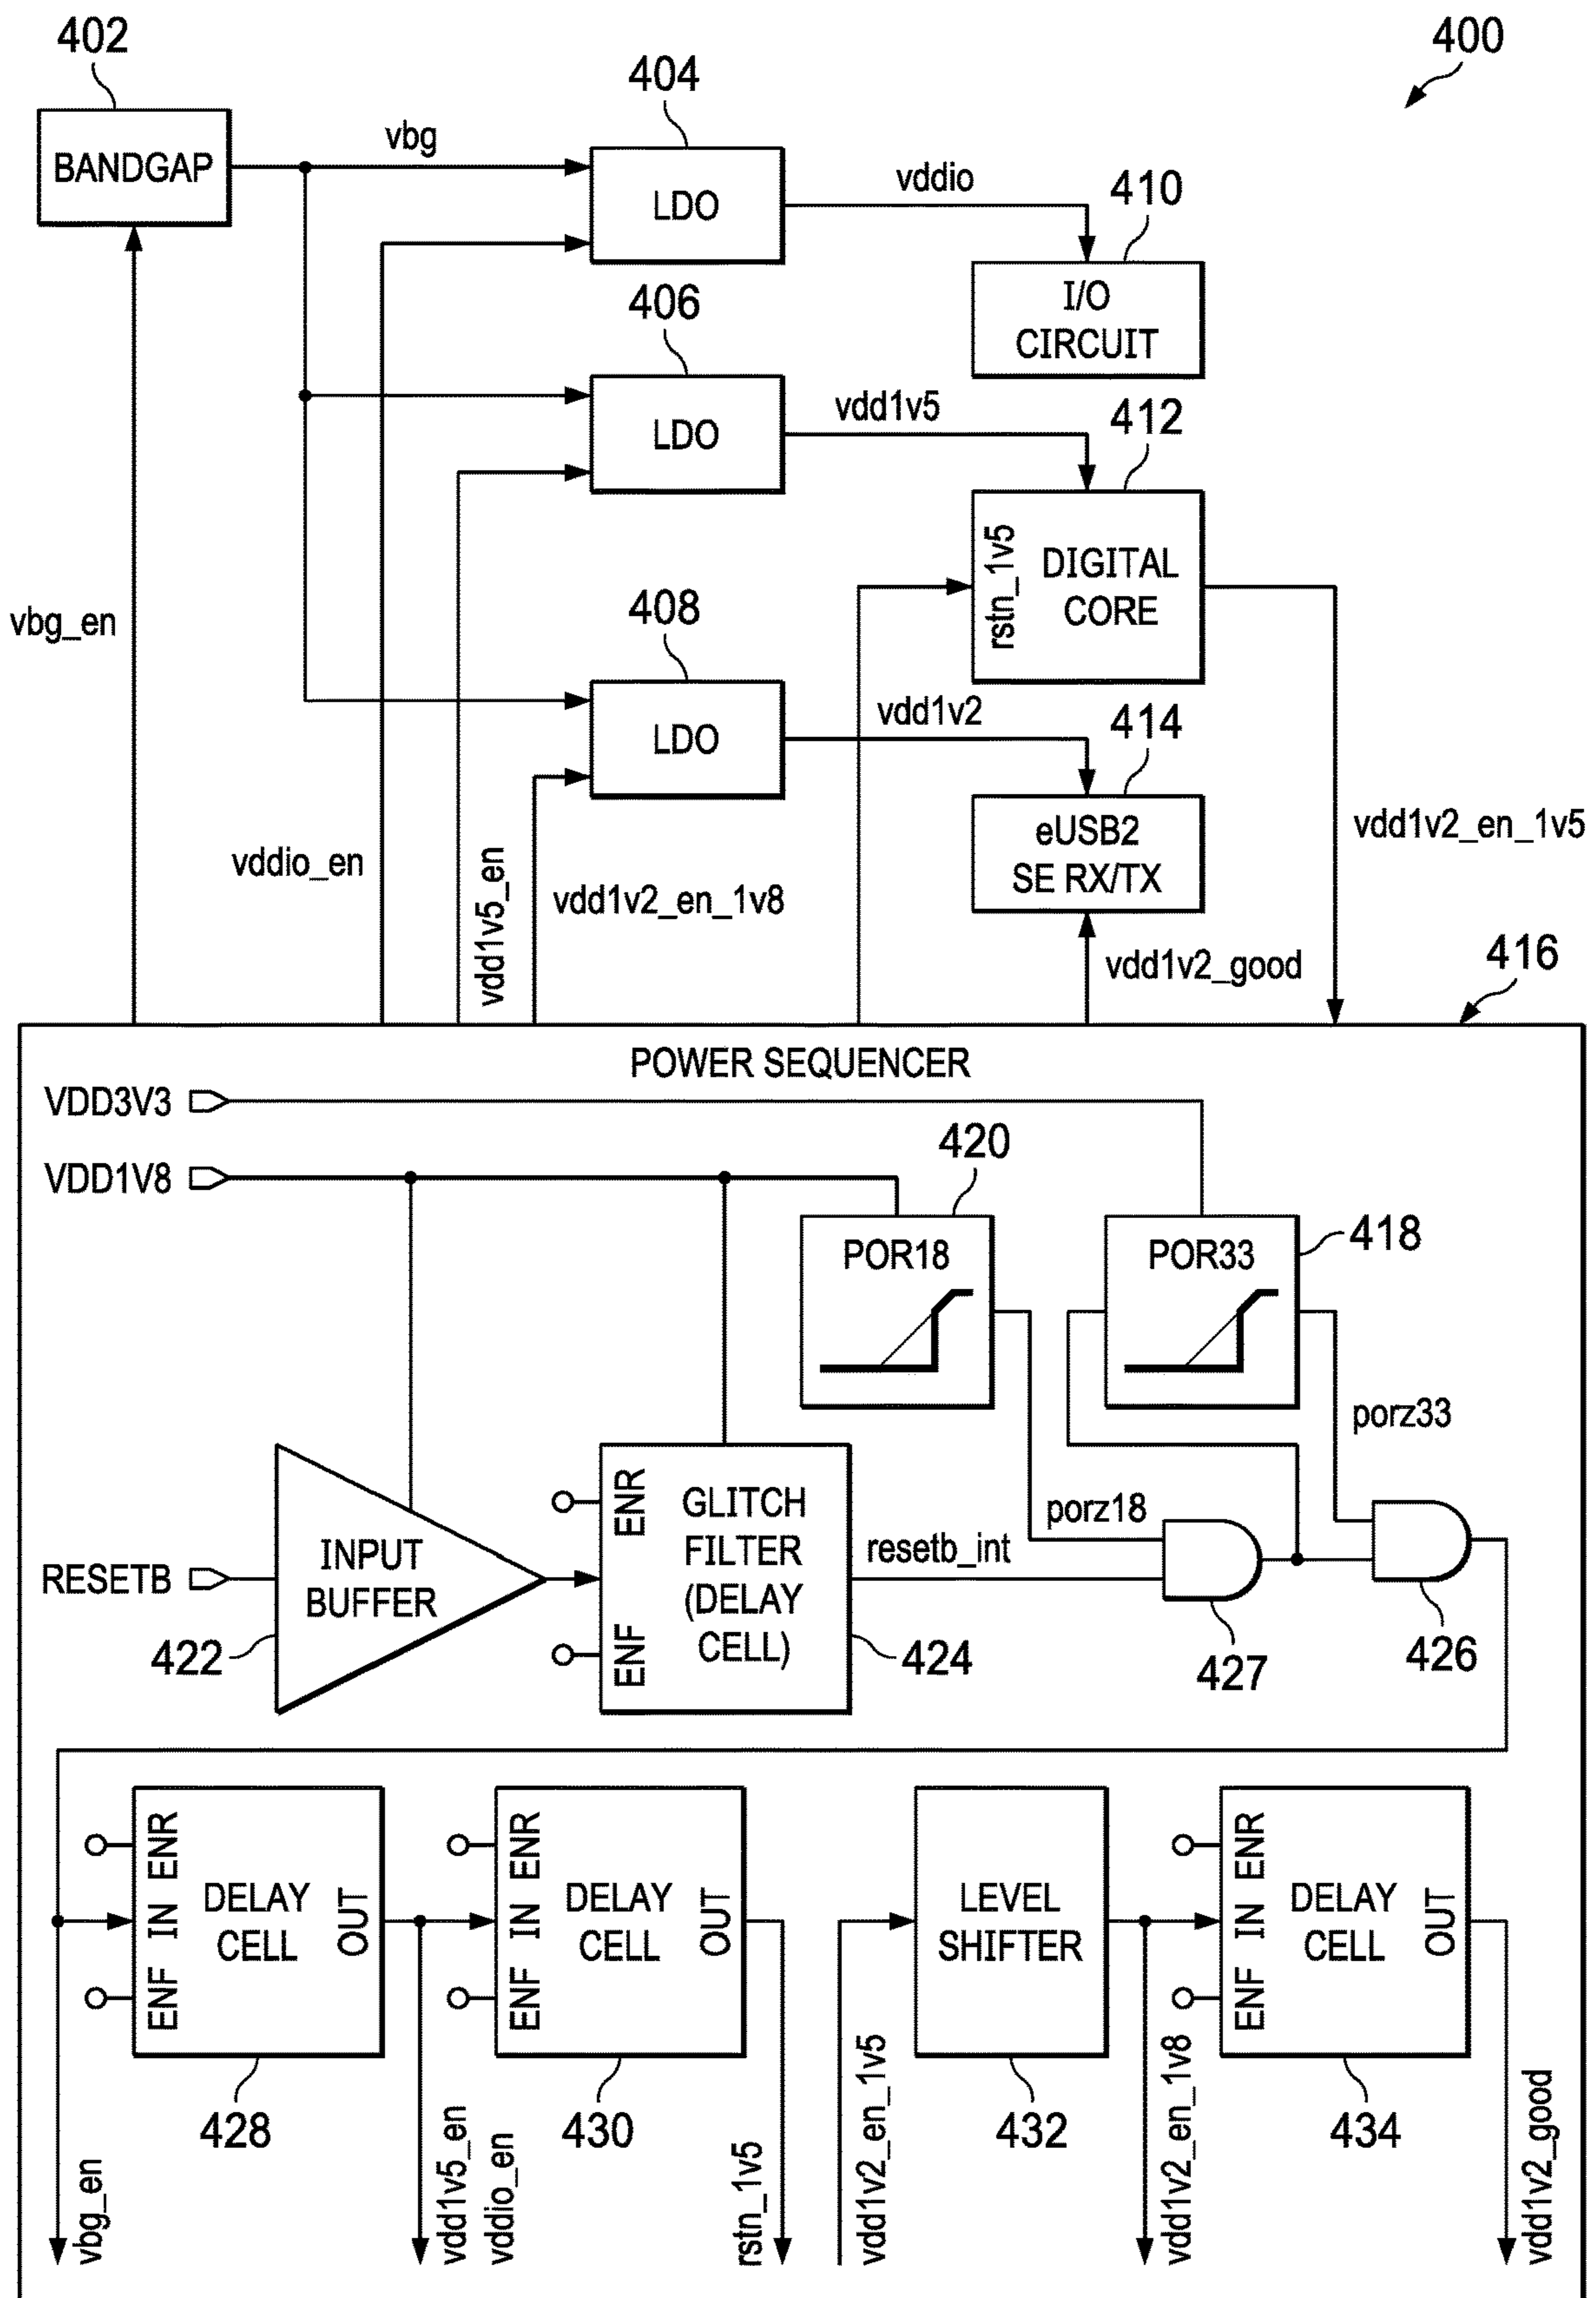 400
402
BANDGAP
vbg
404
LDO
vddio
410
I/O
CIRCUIT
406
LDO
vdd1v5
412
rstn_1v5
DIGITAL
CORE
vbg_en
408
LDO
vdd1v2
414
eUSB2
SE RX/TX
vdd1v2_en_1v5
vddio_en
vdd1v5_en
vdd1v2_en_1v8
vdd1v2_good
416
POWER SEQUENCER
VDD3V3
VDD1V8
420
POR18
POR33
418
porz33
RESETB
INPUT
BUFFER
422
ENR
ENF
GLITCH
FILTER
(DELAY
CELL)
424
resetb_int
porz18
427
426
ENR
IN
ENF
DELAY
CELL
OUT
428
ENR
IN
ENF
DELAY
CELL
OUT
430
LEVEL
SHIFTER
432
ENR
IN
ENF
DELAY
CELL
OUT
434
vbg_en
vdd1v5_en
vddio_en
rstn_1v5
vdd1v2_en_1v5
vdd1v2_en_1v8
vdd1v2_good